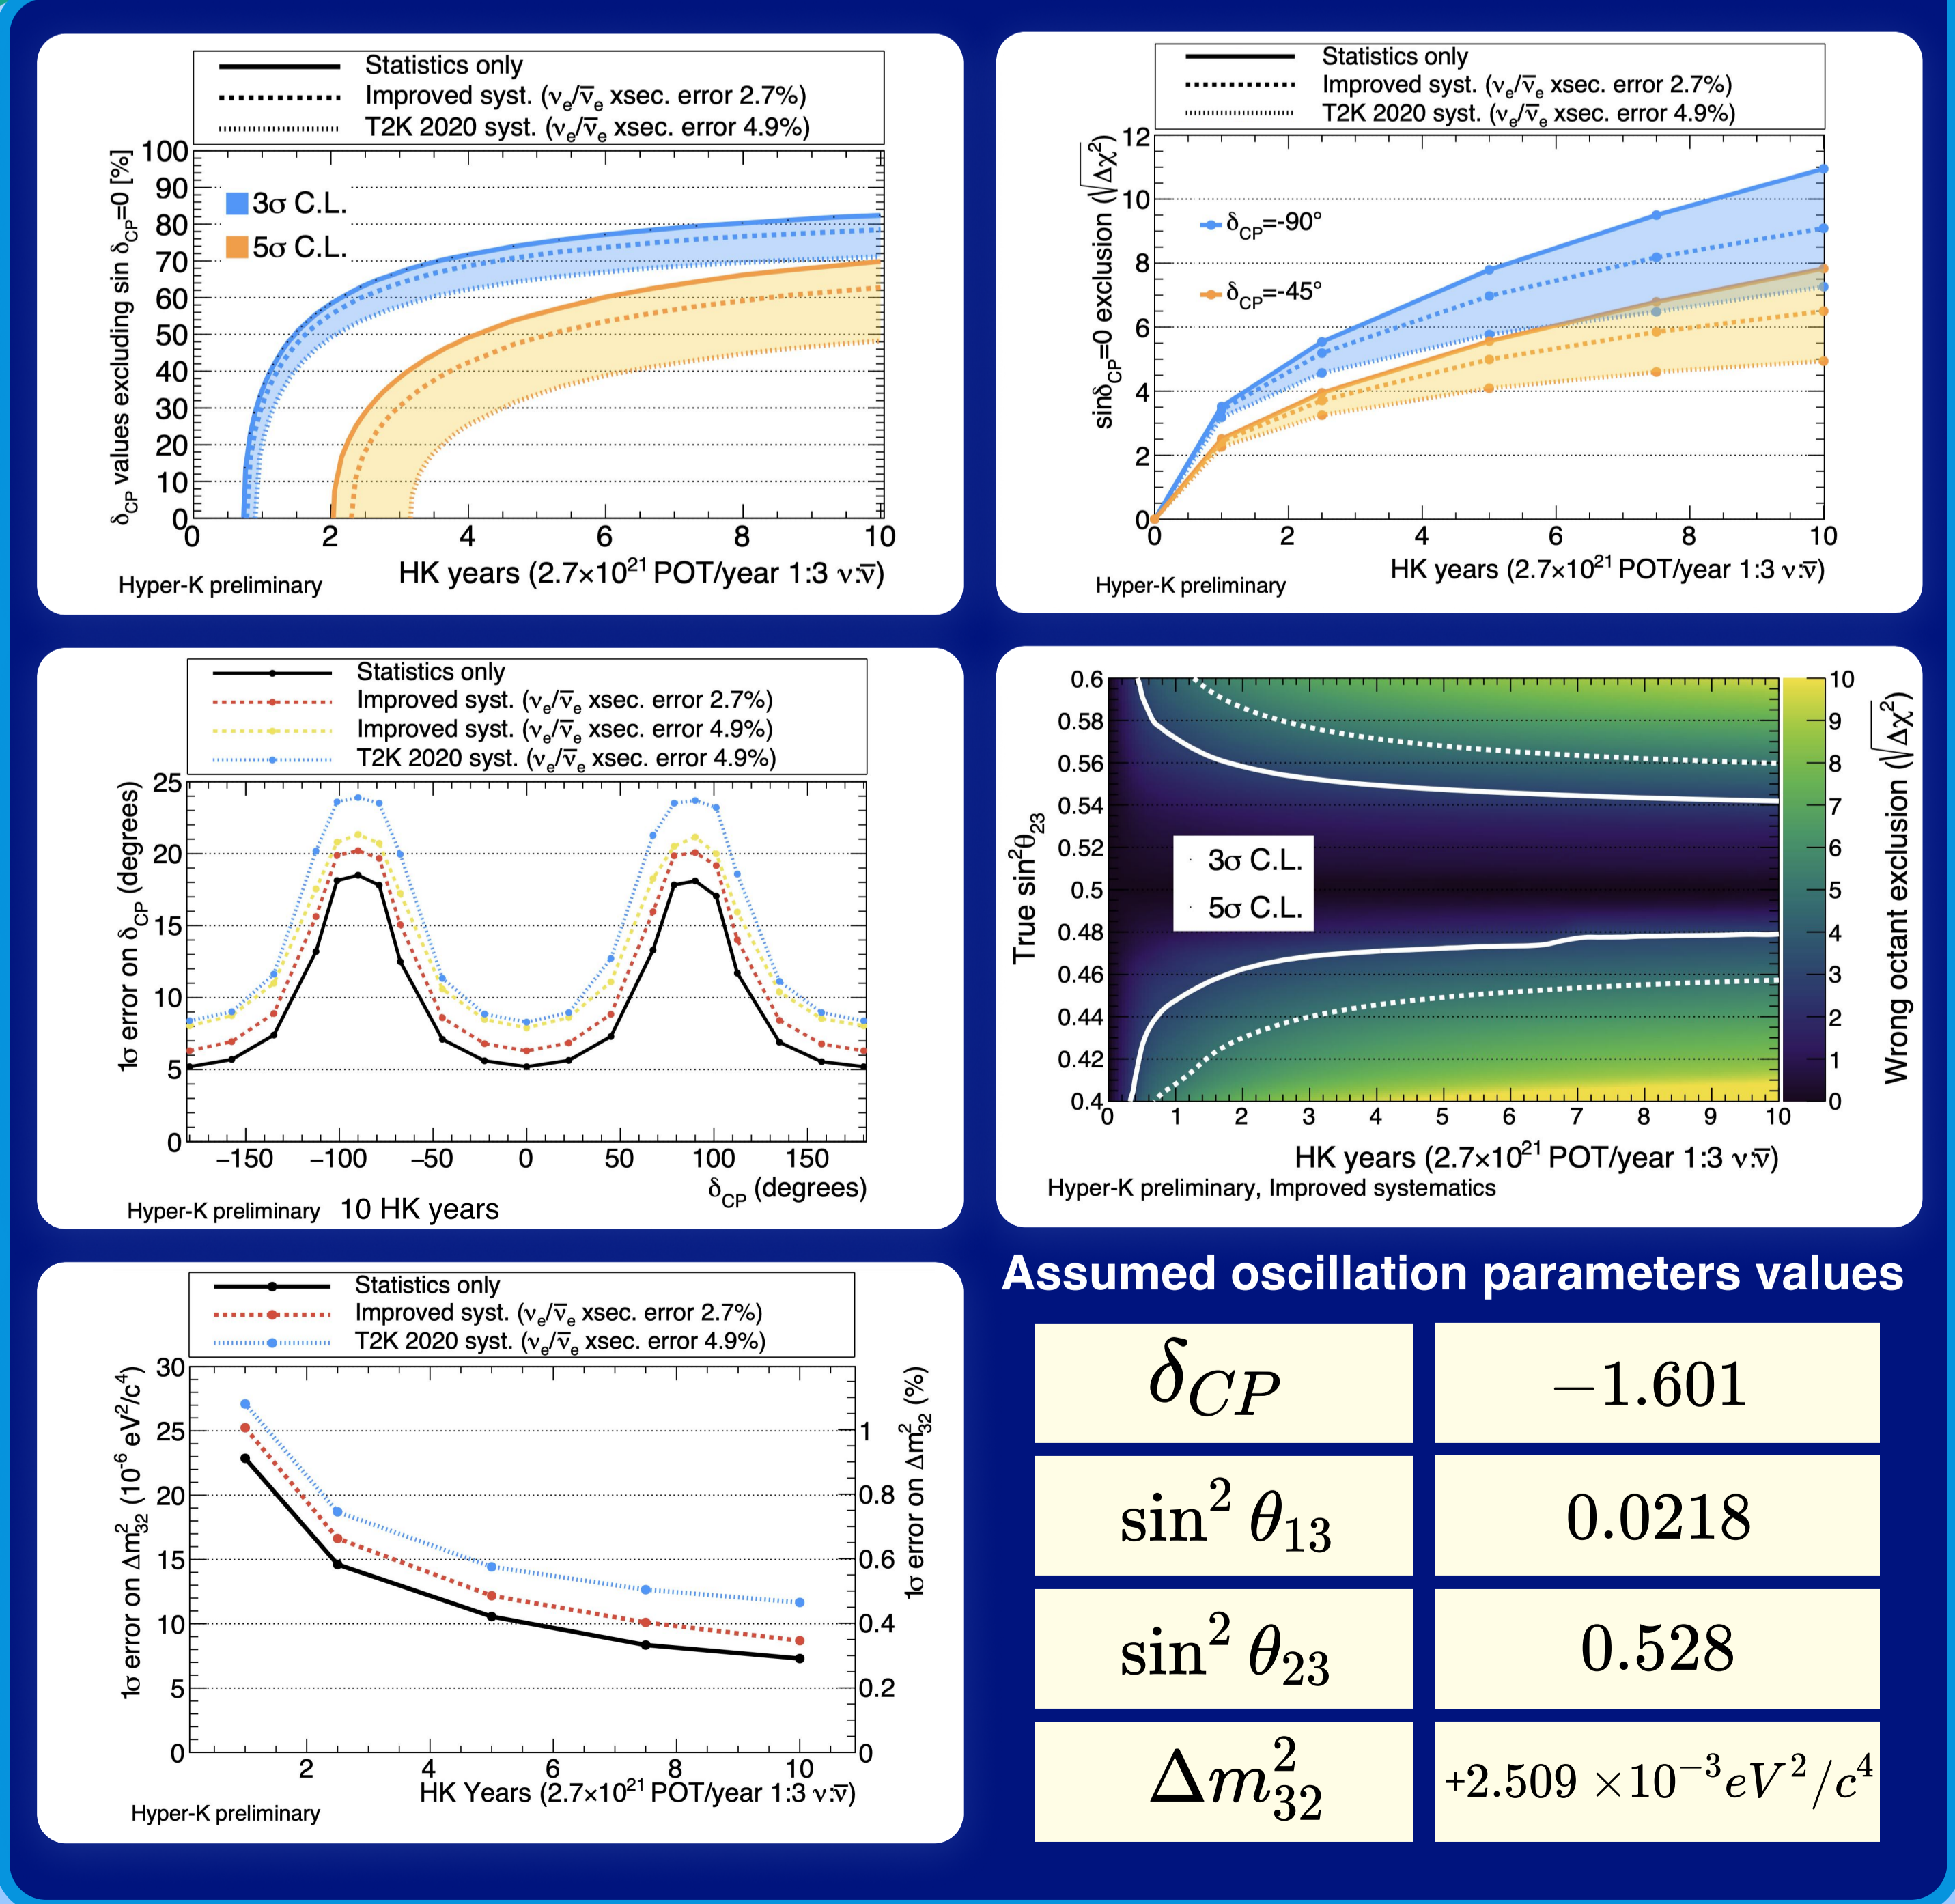 Statistics only
Improved syst. (νe/ν̅e xsec. error 2.7%)
T2K 2020 syst. (νe/ν̅e xsec. error 4.9%)
δCP values excluding sin δCP=0 [%]
100
90
80
70
60
50
40
30
20
10
0
3σ C.L.
5σ C.L.
0 2 4 6 8 10
HK years (2.7×10²¹ POT/year 1:3 ν:ν̅)
Hyper-K preliminary
Statistics only
Improved syst. (νe/ν̅e xsec. error 2.7%)
T2K 2020 syst. (νe/ν̅e xsec. error 4.9%)
sinδCP=0 exclusion (√Δχ²)
12
10
8
6
4
2
0
δCP=-90°
δCP=-45°
0 2 4 6 8 10
HK years (2.7×10²¹ POT/year 1:3 ν:ν̅)
Hyper-K preliminary
Statistics only
Improved syst. (νe/ν̅e xsec. error 2.7%)
Improved syst. (νe/ν̅e xsec. error 4.9%)
T2K 2020 syst. (νe/ν̅e xsec. error 4.9%)
1σ error on δCP (degrees)
25
20
15
10
5
0
−150 −100 −50 0 50 100 150
δCP (degrees)
Hyper-K preliminary 10 HK years
True sin²θ23
0.6
0.58
0.56
0.54
0.52
0.5
0.48
0.46
0.44
0.42
0.4
3σ C.L.
5σ C.L.
0 1 2 3 4 5 6 7 8 9 10
10
9
8
7
6
5
4
3
2
1
0
Wrong octant exclusion (√Δχ²)
HK years (2.7×10²¹ POT/year 1:3 ν:ν̅)
Hyper-K preliminary, Improved systematics
Statistics only
Improved syst. (νe/ν̅e xsec. error 2.7%)
T2K 2020 syst. (νe/ν̅e xsec. error 4.9%)
1σ error on Δm²32 (10⁻⁶ eV²/c⁴)
30
25
20
15
10
5
0
2 4 6 8 10
1
0.8
0.6
0.4
0.2
0
1σ error on Δm²32 (%)
HK Years (2.7×10²¹ POT/year 1:3 ν:ν̅)
Hyper-K preliminary
Assumed oscillation parameters values
δCP −1.601
sin² θ13 0.0218
sin² θ23 0.528
Δm²32 +2.509 ×10⁻³eV²/c⁴